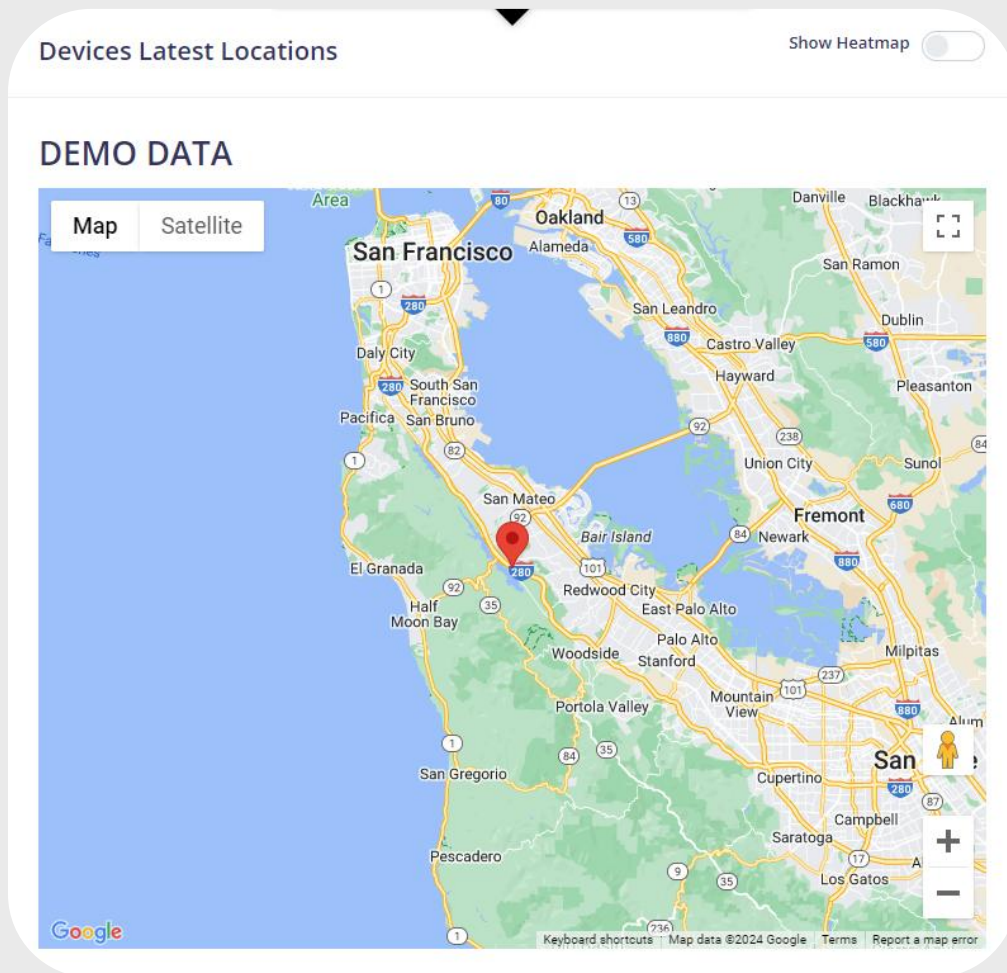 Devices Latest Locations
Show Heatmap
DEMO DATA
Map
Satellite
Area
80
13
Danville
Blackhawk
Oakland
580
Alameda
San Francisco
San Ramon
1
280
San Leandro
Dublin
880
Castro Valley
580
Daly City
Hayward
280
South San
Francisco
Pleasanton
Pacifica
San Bruno
92
238
84
82
1
Union City
Sunol
San Mateo
680
92
Fremont
Bair Island
84
Newark
880
El Granada
280
101
92
Redwood City
35
Half
Moon Bay
East Palo Alto
Palo Alto
Woodside
Stanford
Milpitas
237
Mountain
View
101
Portola Valley
880
Alum
1
84
35
San
San Gregorio
Cupertino
280
87
Campbell
Saratoga
Pescadero
17
9
35
Los Gatos
236
1
Google
Keyboard shortcuts
Map data ©2024 Google
Terms
Report a map error